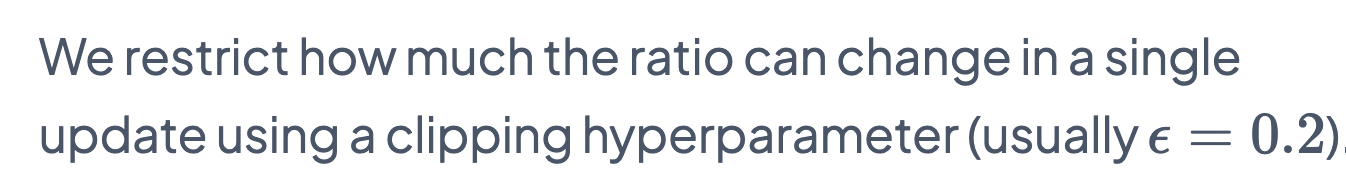 We restrict how much the ratio can change in a single
update using a clipping hyperparameter (usually ϵ = 0.2).